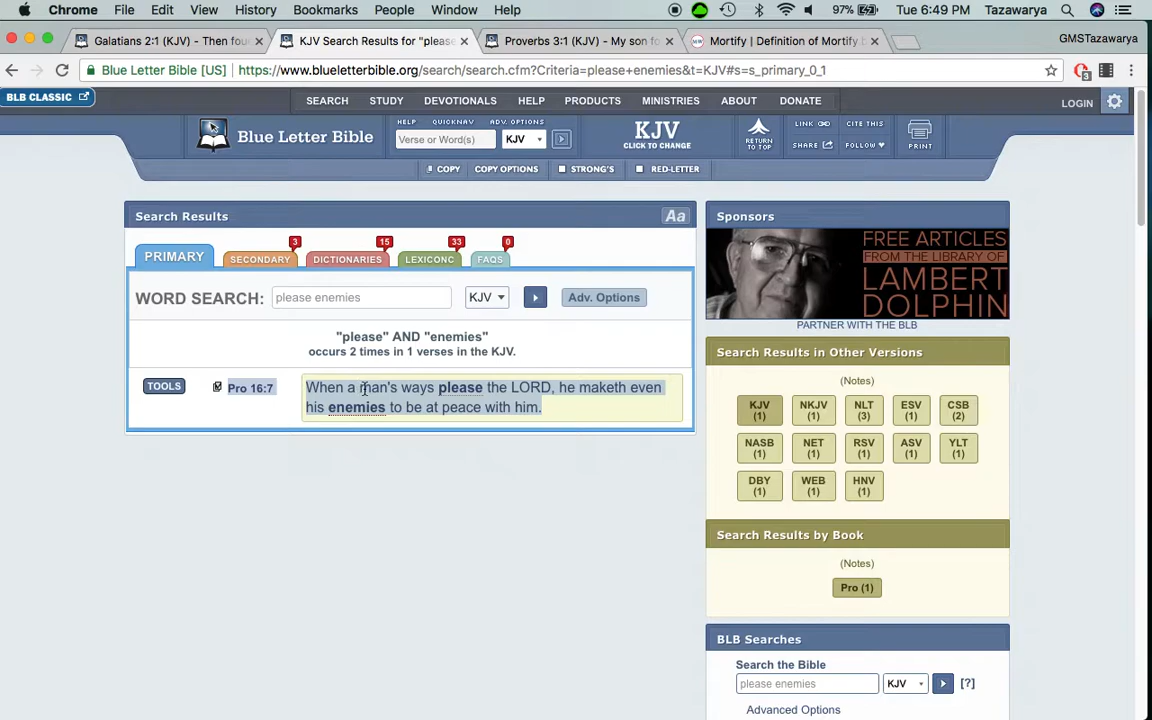 Chrome File Edit View History Bookmarks People Window Help 97% Tue 6:49 PM Tazawarya
Galatians 2:1 (KJV) - Then four × KJV Search Results for "please × Proverbs 3:1 (KJV) - My son fo × Mortify | Definition of Mortify b × GMSTazawarya
Blue Letter Bible [US] https://www.blueletterbible.org/search/search.cfm?Criteria=please+enemies&t=KJV#s=s_primary_0_1
BLB CLASSIC
SEARCH STUDY DEVOTIONALS HELP PRODUCTS MINISTRIES ABOUT DONATE LOGIN
HELP QUICKNAV ADV. OPTIONS
Blue Letter Bible
Verse or Word(s) KJV
KJV
CLICK TO CHANGE
RETURN
TO TOP
LINK CITE THIS
SHARE FOLLOW
PRINT
COPY COPY OPTIONS STRONG'S RED-LETTER
Search Results Aa
PRIMARY
SECONDARY 3
DICTIONARIES 15
LEXICONC 33
FAQS 0
WORD SEARCH: please enemies KJV Adv. Options
"please" AND "enemies"
occurs 2 times in 1 verses in the KJV.
TOOLS Pro 16:7 When a man's ways please the LORD, he maketh even
his enemies to be at peace with him.
Sponsors
FREE ARTICLES
FROM THE LIBRARY OF
LAMBERT
DOLPHIN
PARTNER WITH THE BLB
Search Results in Other Versions
(Notes)
KJV NKJV NLT ESV CSB
(1) (1) (3) (1) (2)
NASB NET RSV ASV YLT
(1) (1) (1) (1) (1)
DBY WEB HNV
(1) (1) (1)
Search Results by Book
(Notes)
Pro (1)
BLB Searches
Search the Bible
please enemies KJV [?]
Advanced Options